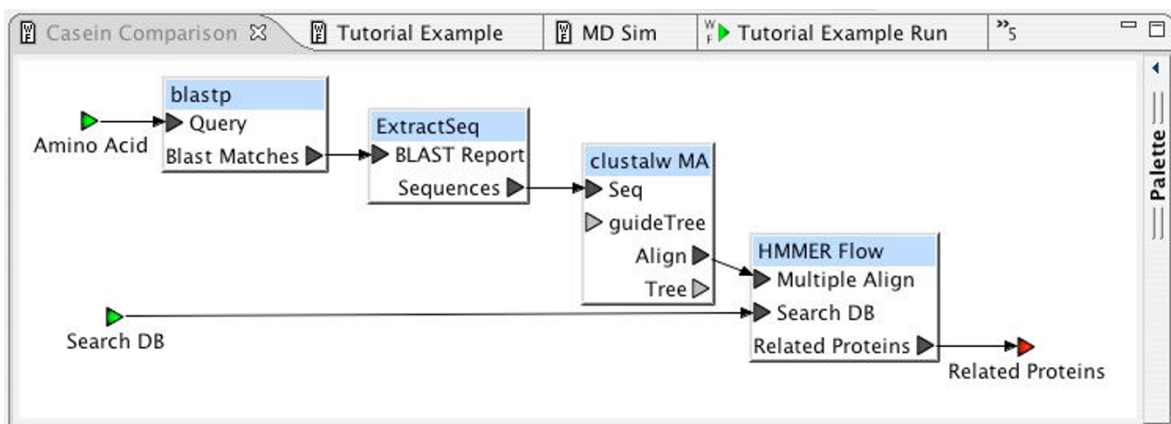 Casein Comparison
Tutorial Example
MD Sim
Tutorial Example Run
»5
blastp
Query
Blast Matches
Amino Acid
ExtractSeq
BLAST Report
Sequences
clustalw MA
Seq
guideTree
Align
Tree
HMMER Flow
Multiple Align
Search DB
Related Proteins
Search DB
Related Proteins
Palette